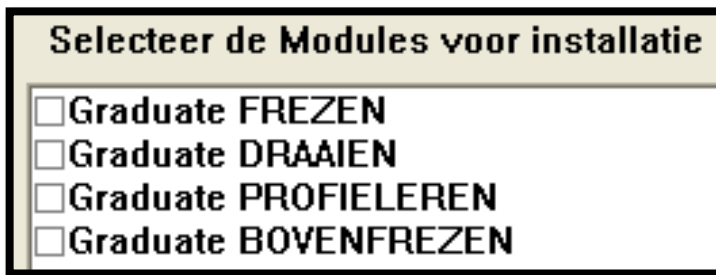 Selecteer de Modules voor installatie
Graduate FREZEN
Graduate DRAAIEN
Graduate PROFIELEREN
Graduate BOVENFREZEN